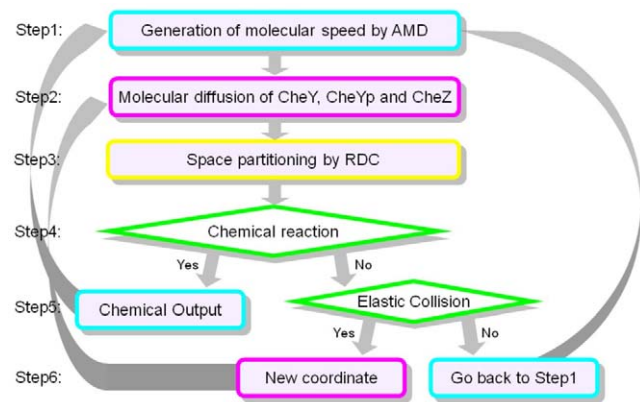 Step1: Generation of molecular speed by AMD
Step2: Molecular diffusion of CheY, CheYp and CheZ
Step3: Space partitioning by RDC
Step4: Chemical reaction
Yes No
Step5: Chemical Output Elastic Collision
Yes No
Step6: New coordinate Go back to Step1